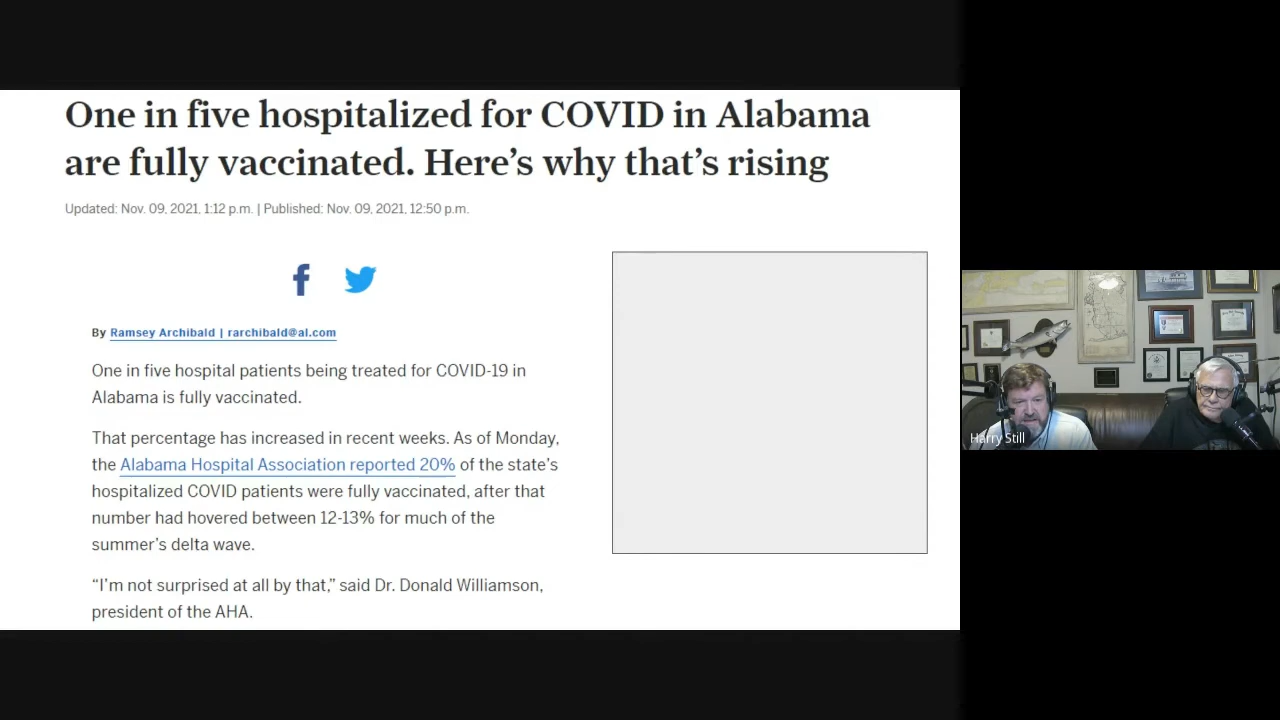 One in five hospitalized for COVID in Alabama
are fully vaccinated. Here’s why that’s rising
Updated: Nov. 09, 2021, 1:12 p.m. | Published: Nov. 09, 2021, 12:50 p.m.
By Ramsey Archibald | rarchibald@al.com
One in five hospital patients being treated for COVID-19 in
Alabama is fully vaccinated.
That percentage has increased in recent weeks. As of Monday,
the Alabama Hospital Association reported 20% of the state’s
hospitalized COVID patients were fully vaccinated, after that
number had hovered between 12-13% for much of the
summer’s delta wave.
“I’m not surprised at all by that,” said Dr. Donald Williamson,
president of the AHA.
Harry Still